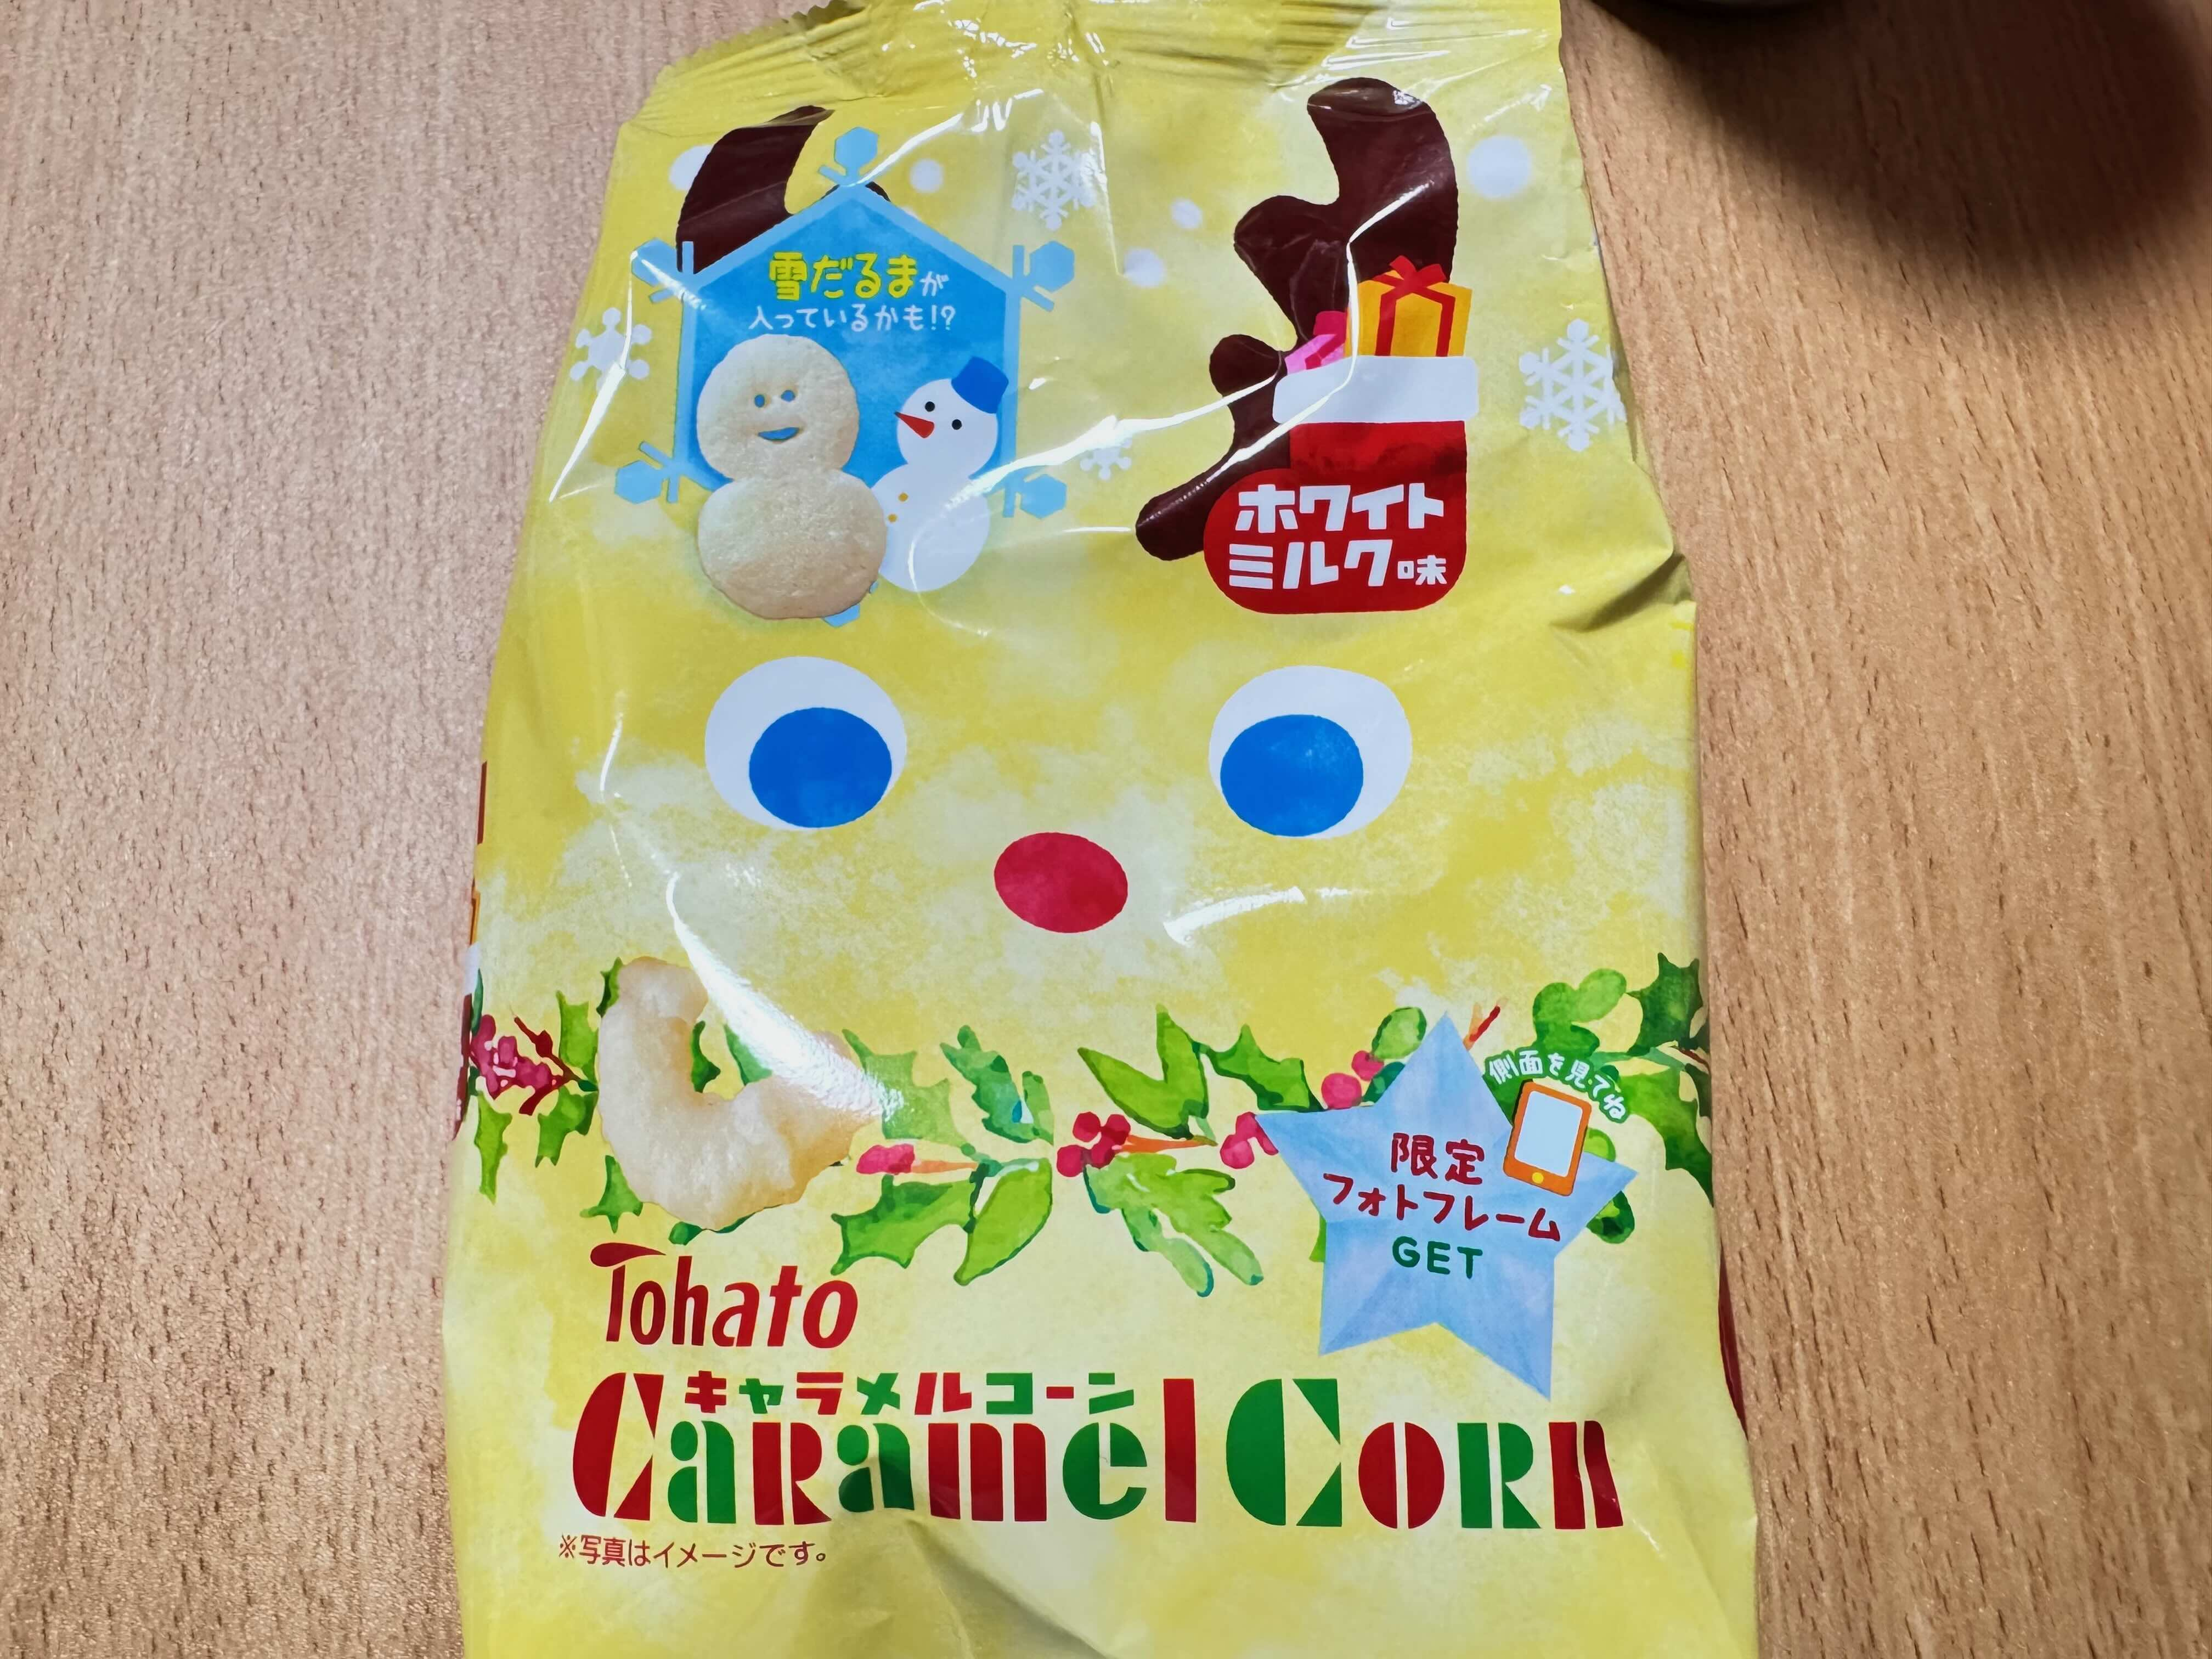 雪だるまが
入っているかも!?
ホワイト
ミルク味
側面を見てね
限定
フォトフレーム
GET
Tohato
キャラメルコーン
Caramel Corn
※写真はイメージです。